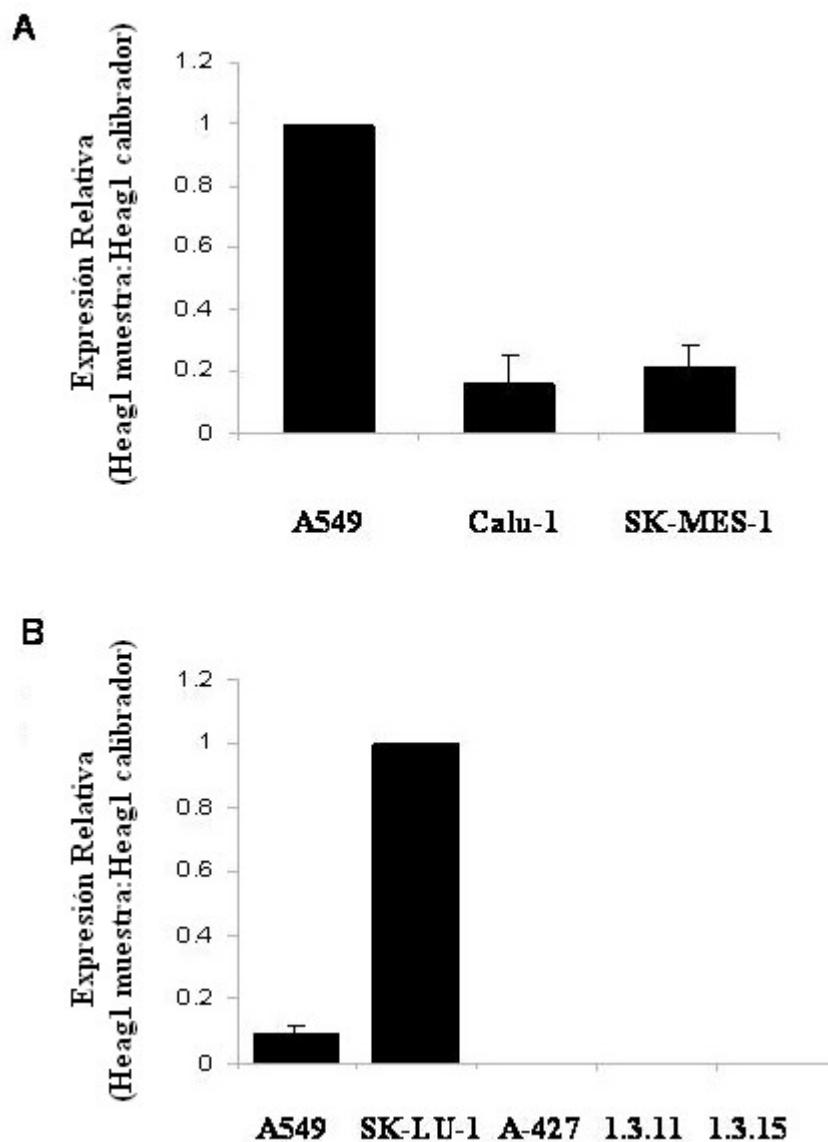 A
Expresión Relativa
(Heag1 muestra:Heag1 calibrador)
1.2
1
0.8
0.6
0.4
0.2
0
A549 Calu-1 SK-MES-1
B
Expresión Relativa
(Heag1 muestra:Heag1 calibrador)
1.2
1
0.8
0.6
0.4
0.2
0
A549 SK-LU-1 A-427 1.3.11 1.3.15